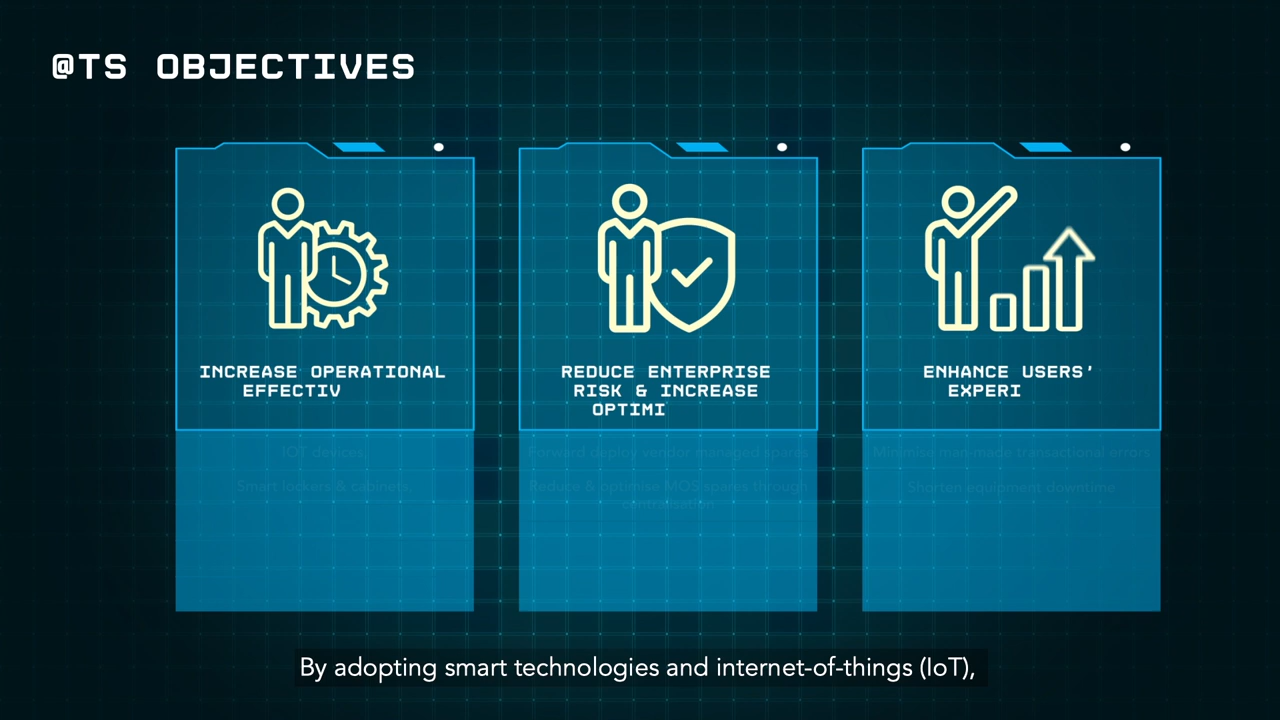 @TS OBJECTIVES
INCREASE OPERATIONAL
EFFECTIV
IOT devices
Smart lockers & cabinets
REDUCE ENTERPRISE
RISK & INCREASE
OPTIMI
Forward deploy vendor managed spares
Reduce & optimise MOS spares through
centralisation
ENHANCE USERS'
EXPERI
Minimise man-made transactional errors
Shorten equipment downtime
By adopting smart technologies and internet-of-things (IoT),